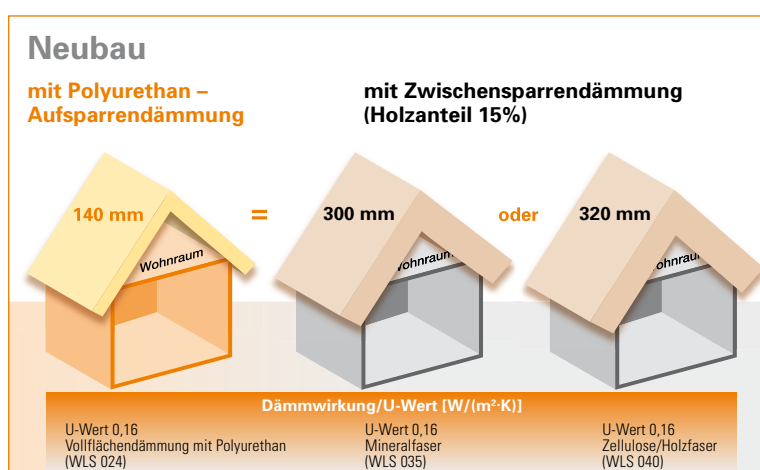 Neubau
mit Polyurethan –
Aufsparrendämmung
mit Zwischensparrendämmung
(Holzanteil 15%)
140 mm
=
300 mm
oder
320 mm
Wohnraum
Wohnraum
Wohnraum
Dämmwirkung/U-Wert [W/(m²·K)]
U-Wert 0,16
Vollflächendämmung mit Polyurethan
(WLS 024)
U-Wert 0,16
Mineralfaser
(WLS 035)
U-Wert 0,16
Zellulose/Holzfaser
(WLS 040)